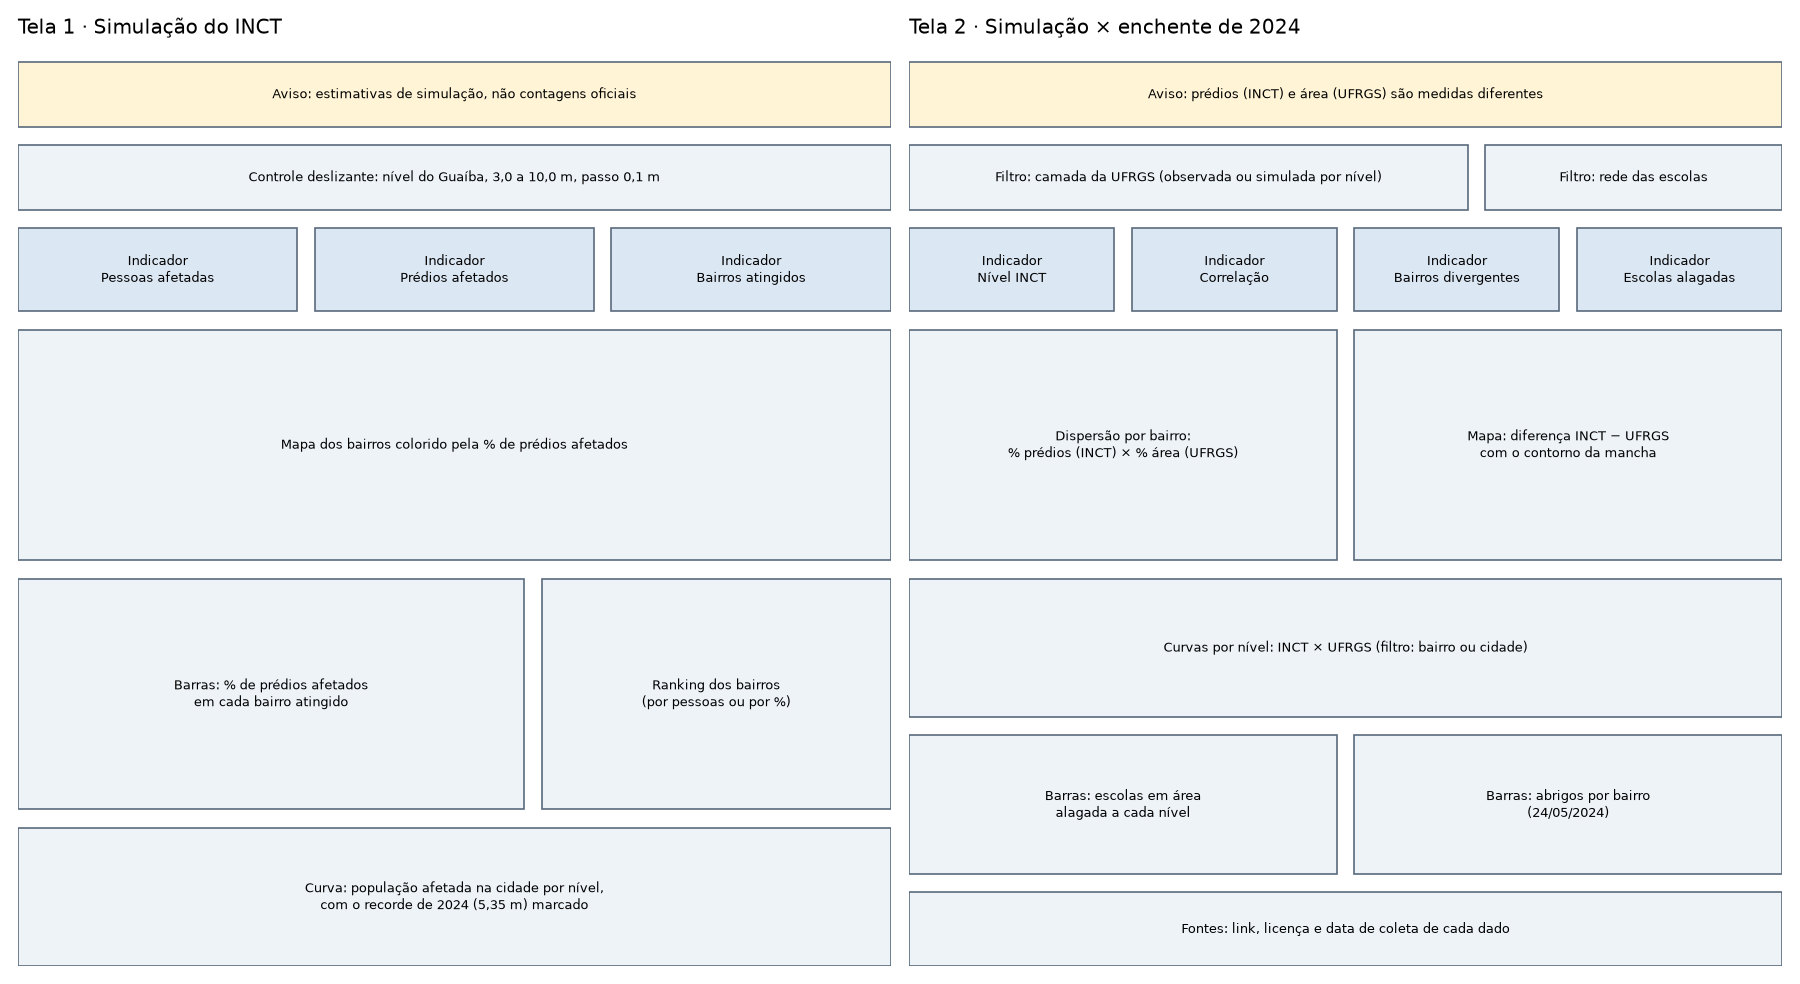 Tela 1 · Simulação do INCT
Aviso: estimativas de simulação, não contagens oficiais
Controle deslizante: nível do Guaíba, 3,0 a 10,0 m, passo 0,1 m
Indicador
Pessoas afetadas
Indicador
Prédios afetados
Indicador
Bairros atingidos
Mapa dos bairros colorido pela % de prédios afetados
Barras: % de prédios afetados
em cada bairro atingido
Ranking dos bairros
(por pessoas ou por %)
Curva: população afetada na cidade por nível,
com o recorde de 2024 (5,35 m) marcado
Tela 2 · Simulação × enchente de 2024
Aviso: prédios (INCT) e área (UFRGS) são medidas diferentes
Filtro: camada da UFRGS (observada ou simulada por nível)
Filtro: rede das escolas
Indicador
Nível INCT
Indicador
Correlação
Indicador
Bairros divergentes
Indicador
Escolas alagadas
Dispersão por bairro:
% prédios (INCT) × % área (UFRGS)
Mapa: diferença INCT − UFRGS
com o contorno da mancha
Curvas por nível: INCT × UFRGS (filtro: bairro ou cidade)
Barras: escolas em área
alagada a cada nível
Barras: abrigos por bairro
(24/05/2024)
Fontes: link, licença e data de coleta de cada dado